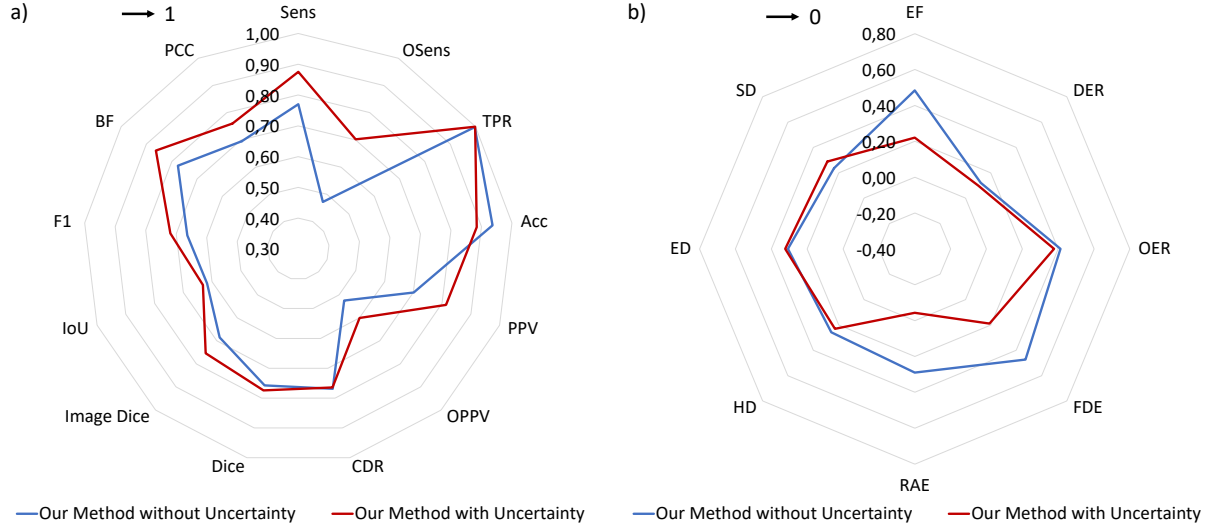 a)
→ 1
Sens
OSens
TPR
Acc
PPV
OPPV
CDR
Dice
Image Dice
IoU
F1
BF
PCC
1,00
0,90
0,80
0,70
0,60
0,50
0,40
0,30
Our Method without Uncertainty
Our Method with Uncertainty
b)
→ 0
EF
DER
OER
FDE
RAE
HD
ED
SD
0,80
0,60
0,40
0,20
0,00
-0,20
-0,40
Our Method without Uncertainty
Our Method with Uncertainty